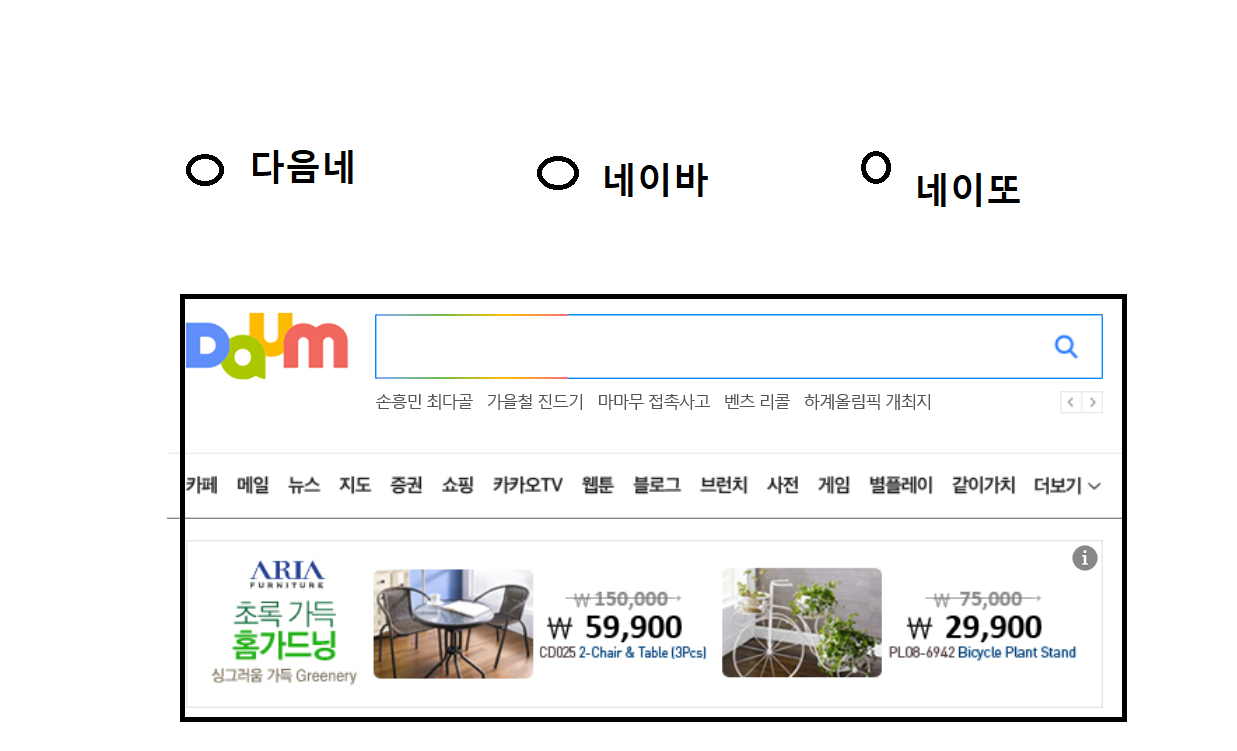 다음네 네이바 네이또
Daum
손흥민 최다골 가을철 진드기 마마무 접촉사고 벤츠 리콜 하계올림픽 개최지
카페 메일 뉴스 지도 증권 쇼핑 카카오TV 웹툰 블로그 브런치 사전 게임 별플레이 같이가치 더보기
ARIA
FURNITURE
초록 가득
홈가드닝
싱그러움 가득 Greenery
₩ 150,000
₩ 59,900
CD025 2-Chair & Table (3Pcs)
₩ 75,000
₩ 29,900
PL08-6942 Bicycle Plant Stand